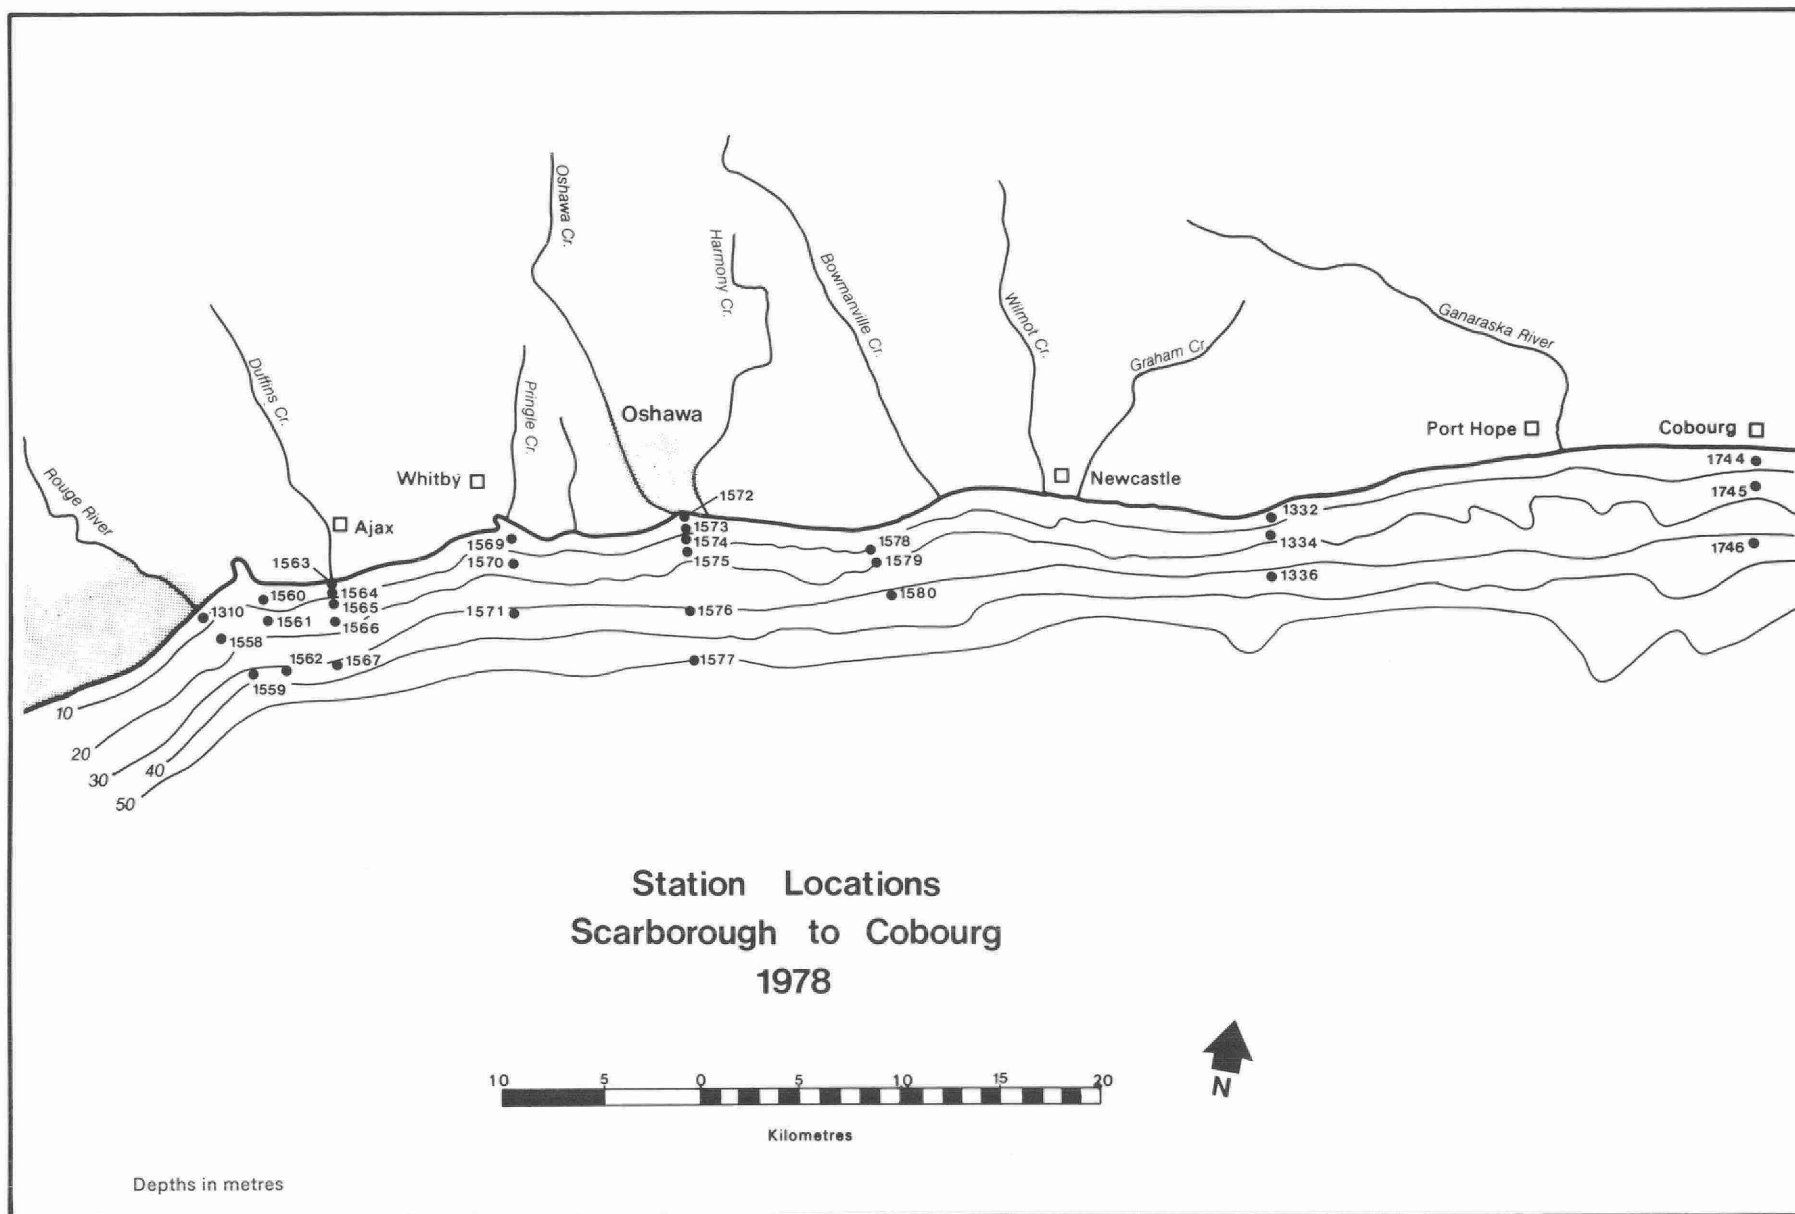 Oshawa Cr.
Harmony Cr.
Bowmanville Cr.
Wilmot Cr.
Graham Cr.
Ganaraska River
Duffins Cr.
Pringle Cr.
Rouge River
Oshawa
Whitby
Ajax
Newcastle
Port Hope
Cobourg
1744
1745
1746
1572
1573
1574
1575
1576
1577
1332
1334
1336
1578
1579
1580
1569
1570
1571
1563
1564
1565
1566
1567
1560
1561
1562
1310
1558
1559
10
20
30
40
50
Station Locations
Scarborough to Cobourg
1978
10 5 0 5 10 15 20
Kilometres
N
Depths in metres